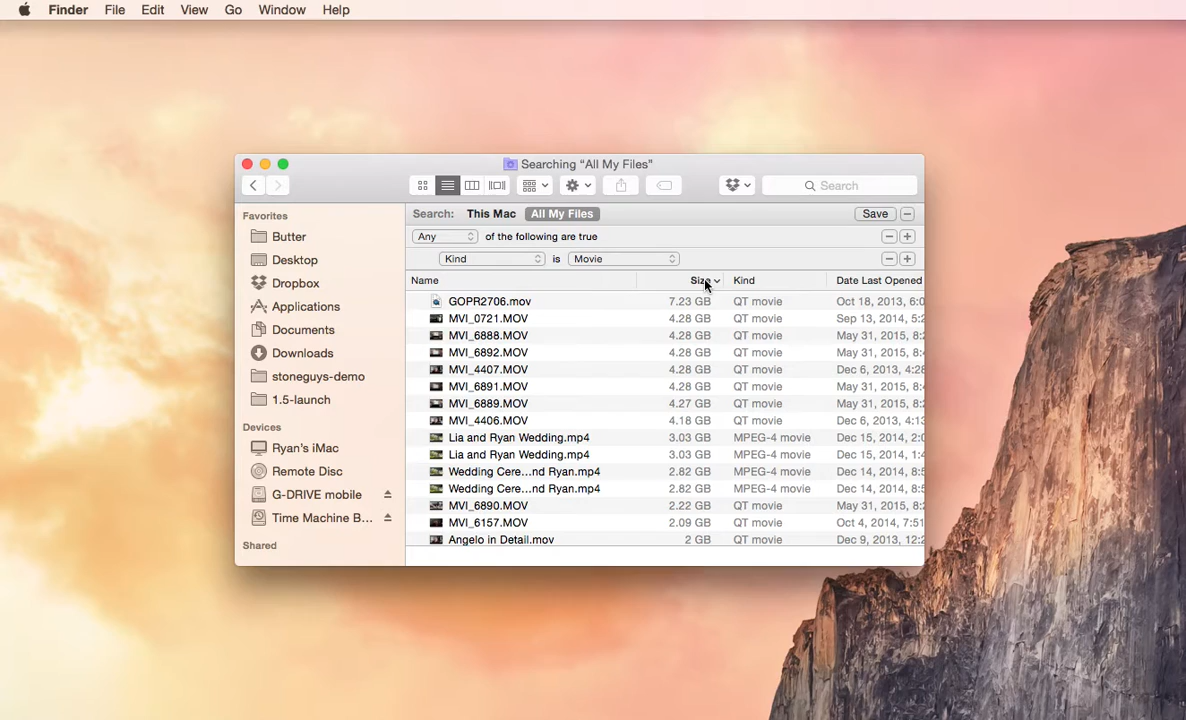 Finder File Edit View Go Window Help
Searching “All My Files”
Search
Favorites
Butter
Desktop
Dropbox
Applications
Documents
Downloads
stoneguys-demo
1.5-launch
Devices
Ryan's iMac
Remote Disc
G-DRIVE mobile
Time Machine B...
Shared
Search: This Mac All My Files Save
Any of the following are true
Kind is Movie
Name Size Kind Date Last Opened
GOPR2706.mov 7.23 GB QT movie Oct 18, 2013, 6:0
MVI_0721.MOV 4.28 GB QT movie Sep 13, 2014, 5:2
MVI_6888.MOV 4.28 GB QT movie May 31, 2015, 8:2
MVI_6892.MOV 4.28 GB QT movie May 31, 2015, 8:4
MVI_4407.MOV 4.28 GB QT movie Dec 6, 2013, 4:28
MVI_6891.MOV 4.28 GB QT movie May 31, 2015, 8:2
MVI_6889.MOV 4.27 GB QT movie May 31, 2015, 8:2
MVI_4406.MOV 4.18 GB QT movie Dec 6, 2013, 4:13
Lia and Ryan Wedding.mp4 3.03 GB MPEG-4 movie Dec 15, 2014, 2:0
Lia and Ryan Wedding.mp4 3.03 GB MPEG-4 movie Dec 15, 2014, 1:4
Wedding Cere...nd Ryan.mp4 2.82 GB MPEG-4 movie Dec 14, 2014, 8:5
Wedding Cere...nd Ryan.mp4 2.82 GB MPEG-4 movie Dec 14, 2014, 8:5
MVI_6890.MOV 2.22 GB QT movie May 31, 2015, 8:2
MVI_6157.MOV 2.09 GB QT movie Oct 4, 2014, 7:51
Angelo in Detail.mov 2 GB QT movie Dec 9, 2013, 12:2